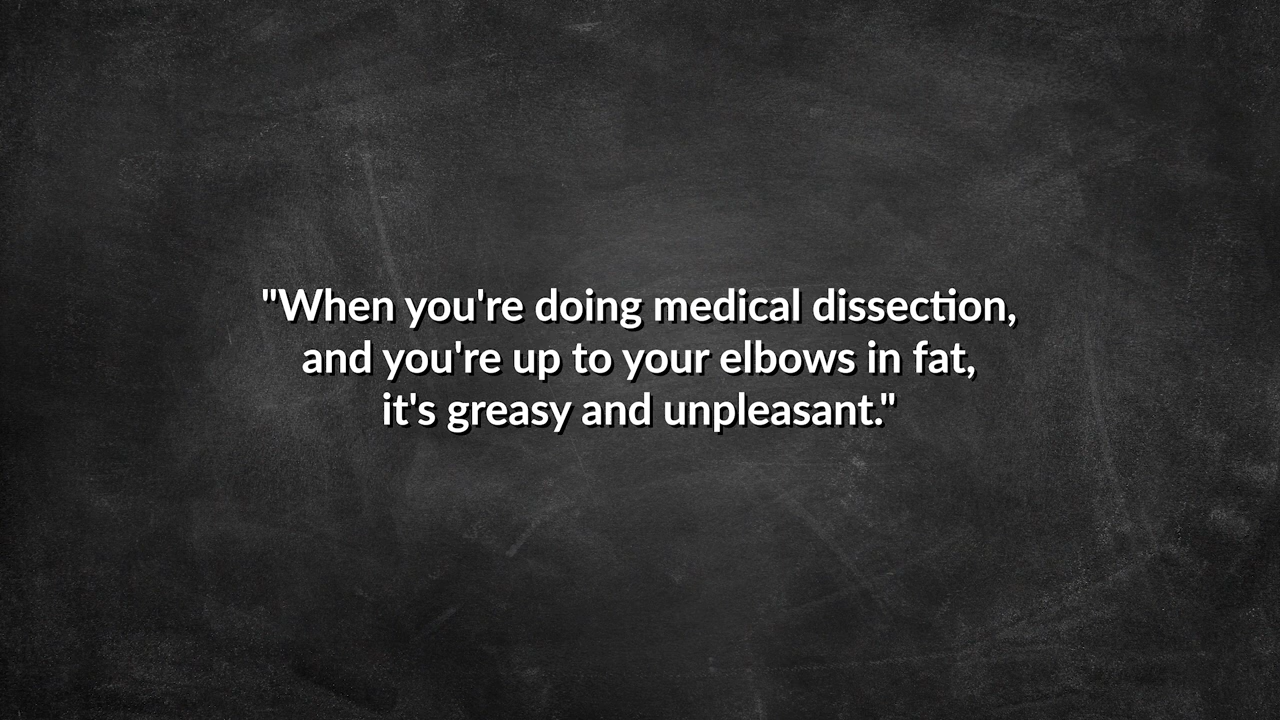 "When you're doing medical dissection,
and you're up to your elbows in fat,
it's greasy and unpleasant."